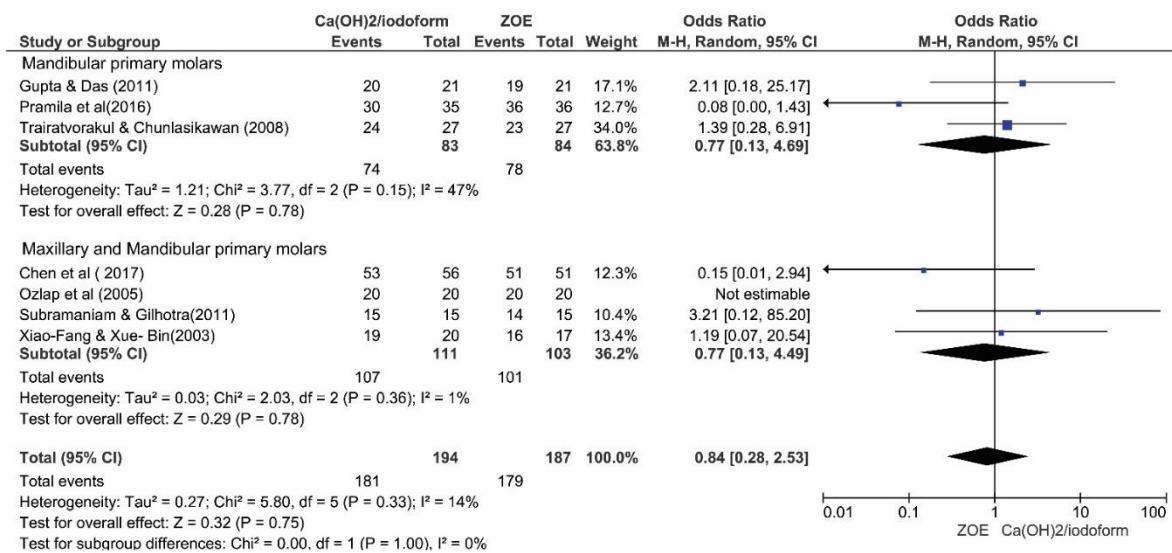 Ca(OH)2/iodoform ZOE Odds Ratio Odds Ratio
Study or Subgroup Events Total Events Total Weight M-H, Random, 95% CI M-H, Random, 95% CI
Mandibular primary molars
Gupta & Das (2011) 20 21 19 21 17.1% 2.11 [0.18, 25.17]
Pramila et al(2016) 30 35 36 36 12.7% 0.08 [0.00, 1.43]
Trairatvorakul & Chunlasikawan (2008) 24 27 23 27 34.0% 1.39 [0.28, 6.91]
Subtotal (95% CI) 83 84 63.8% 0.77 [0.13, 4.69]
Total events 74 78
Heterogeneity: Tau² = 1.21; Chi² = 3.77, df = 2 (P = 0.15); I² = 47%
Test for overall effect: Z = 0.28 (P = 0.78)
Maxillary and Mandibular primary molars
Chen et al ( 2017) 53 56 51 51 12.3% 0.15 [0.01, 2.94]
Ozlap et al (2005) 20 20 20 20 Not estimable
Subramaniam & Gilhotra(2011) 15 15 14 15 10.4% 3.21 [0.12, 85.20]
Xiao-Fang & Xue- Bin(2003) 19 20 16 17 13.4% 1.19 [0.07, 20.54]
Subtotal (95% CI) 111 103 36.2% 0.77 [0.13, 4.49]
Total events 107 101
Heterogeneity: Tau² = 0.03; Chi² = 2.03, df = 2 (P = 0.36); I² = 1%
Test for overall effect: Z = 0.29 (P = 0.78)
Total (95% CI) 194 187 100.0% 0.84 [0.28, 2.53]
Total events 181 179
Heterogeneity: Tau² = 0.27; Chi² = 5.80, df = 5 (P = 0.33); I² = 14%
Test for overall effect: Z = 0.32 (P = 0.75)
Test for subgroup differences: Chi² = 0.00, df = 1 (P = 1.00), I² = 0%
0.01 0.1 1 10 100
ZOE Ca(OH)2/iodoform